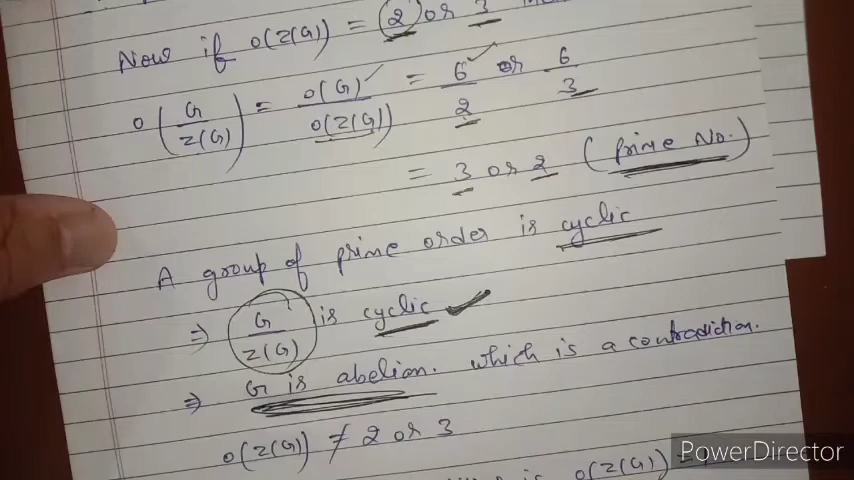 Now if o(Z(G)) = 2 or 3
o(G/Z(G)) = o(G)/o(Z(G)) = 6/2 or 6/3
= 3 or 2 (prime No.)
A group of prime order is cyclic
⇒ G/Z(G) is cyclic ✓
⇒ G is abelian. which is a contradiction.
o(Z(G)) ≠ 2 or 3
is o(Z(G)) =
PowerDirector